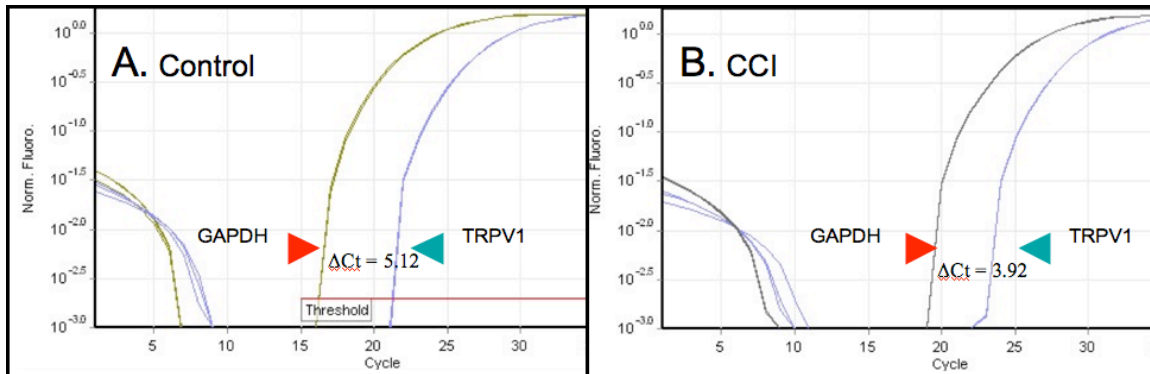 A. Control
Norm. Fluoro.
10^0.0
10^-0.5
10^-1.0
10^-1.5
10^-2.0
10^-2.5
10^-3.0
GAPDH
TRPV1
ΔCt = 5.12
Threshold
5 10 15 20 25 30
Cycle
B. CCI
Norm. Fluoro.
10^0.0
10^-0.5
10^-1.0
10^-1.5
10^-2.0
10^-2.5
10^-3.0
GAPDH
TRPV1
ΔCt = 3.92
5 10 15 20 25 30
Cycle